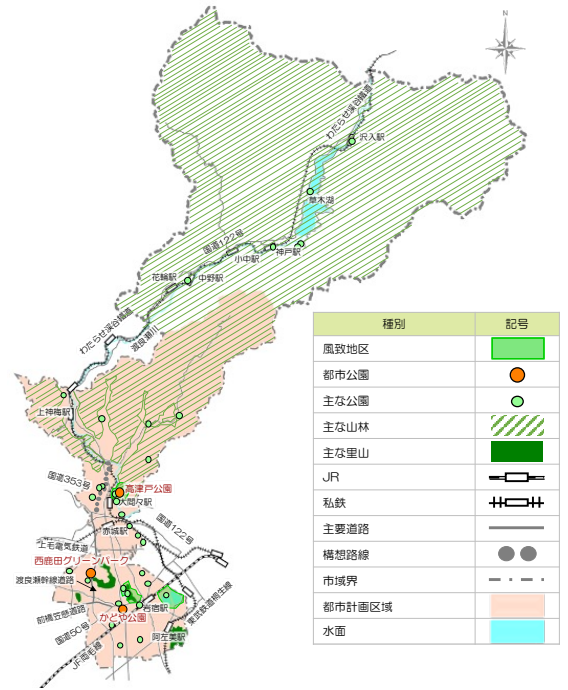 N
わたらせ渓谷鐵道
沢入駅
草木湖
国道122号
神戸駅
小中駅
花輪駅
中野駅
わたらせ渓谷鐵道
渡良瀬川
上神梅駅
国道353号
高津戸公園
大間々駅
赤城駅
国道122号
上毛電気鉄道
西鹿田グリーンパーク
渡良瀬幹線道路
前橋笠懸道路
かどや公園
岩宿駅
東武鉄道桐生線
国道50号
阿左美駅
JR両毛線
種別
記号
風致地区
都市公園
主な公園
主な山林
主な里山
JR
私鉄
主要道路
構想路線
市域界
都市計画区域
水面